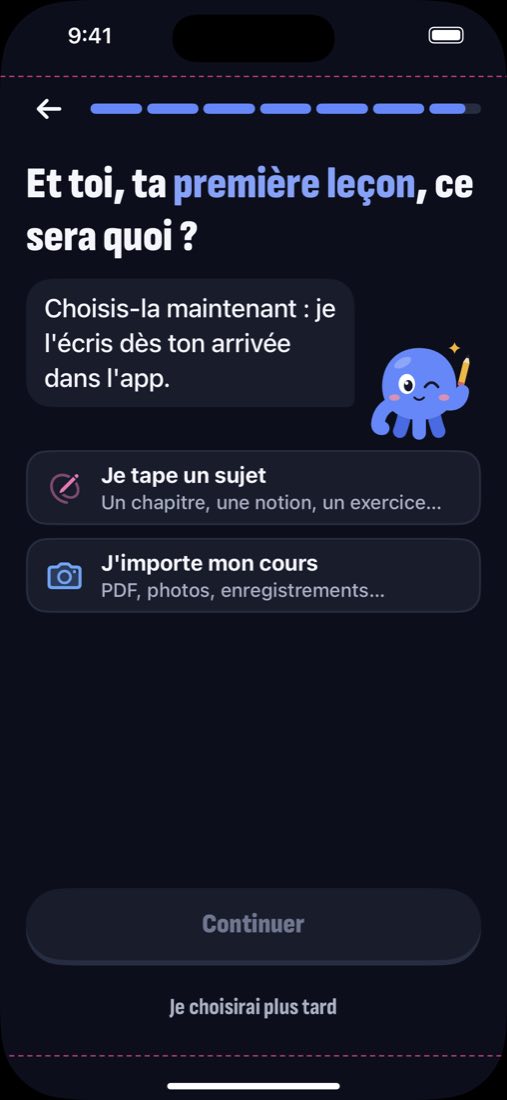 9:41
Et toi, ta première leçon, ce
sera quoi ?
Choisis-la maintenant : je
l'écris dès ton arrivée
dans l'app.
Je tape un sujet
Un chapitre, une notion, un exercice...
J'importe mon cours
PDF, photos, enregistrements...
Continuer
Je choisirai plus tard